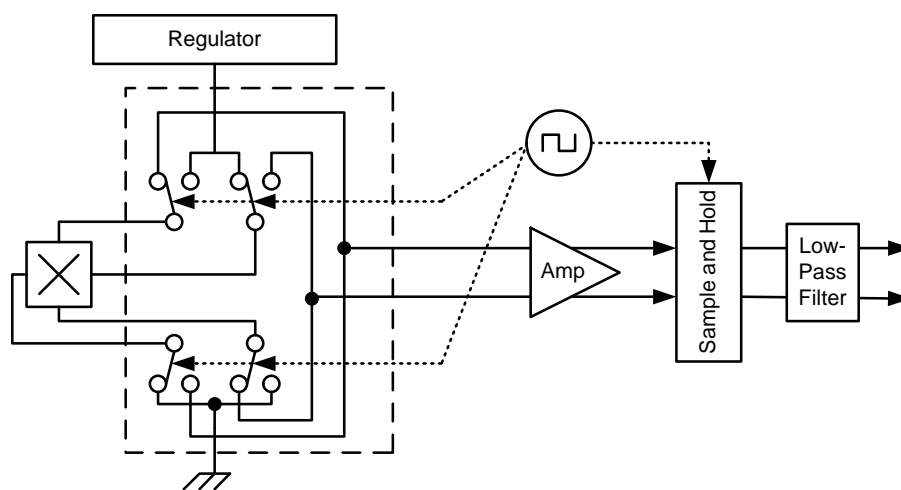 Regulator
Amp
Sample and Hold
Low-
Pass
Filter